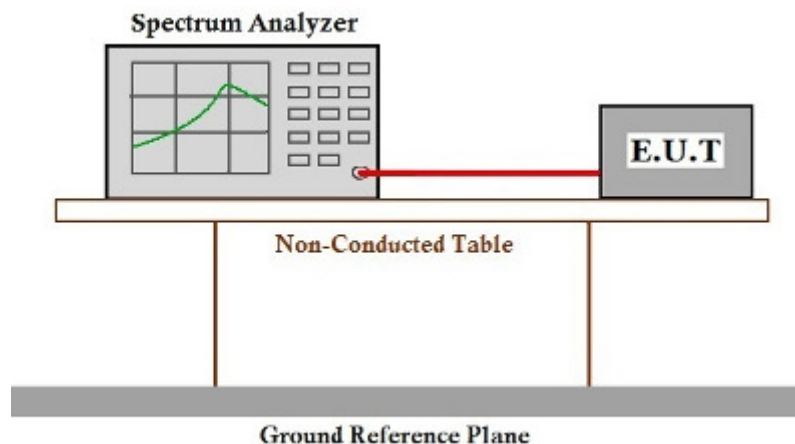 Spectrum Analyzer
E.U.T
Non-Conducted Table
Ground Reference Plane